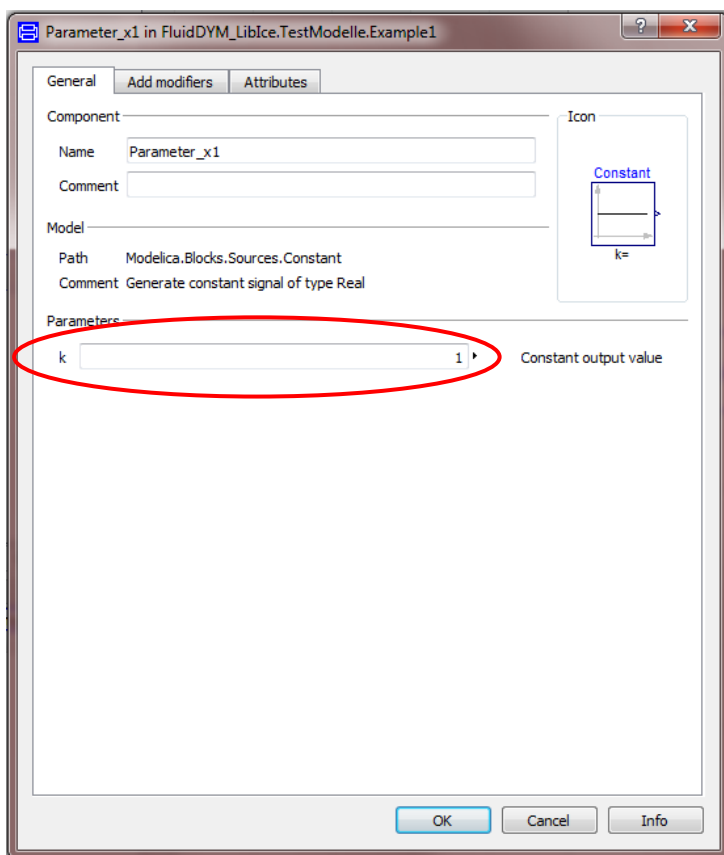 Parameter_x1 in FluidDYM_LibIce.TestModelle.Example1
?
X
General Add modifiers Attributes
Component
Icon
Name Parameter_x1
Comment
Constant
k=
Model
Path Modelica.Blocks.Sources.Constant
Comment Generate constant signal of type Real
Parameters
k 1 Constant output value
OK Cancel Info